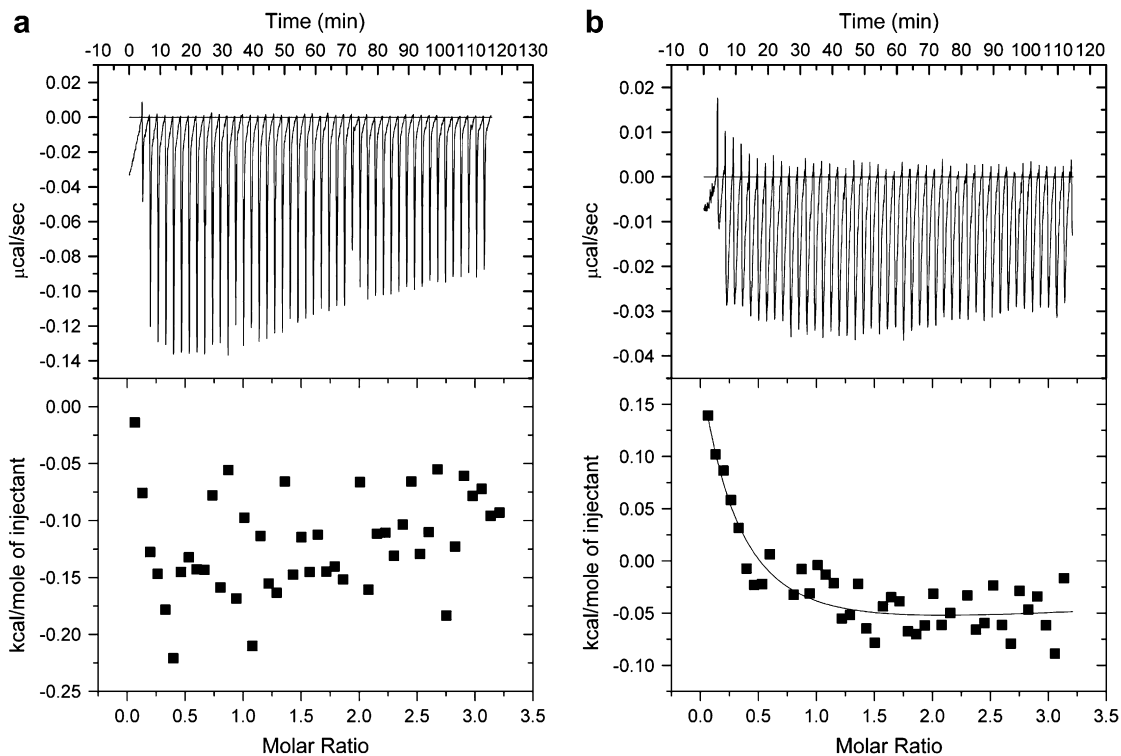 a
Time (min)
-10 0 10 20 30 40 50 60 70 80 90 100 110 120 130
0.02
0.00
-0.02
-0.04
-0.06
-0.08
-0.10
-0.12
-0.14
µcal/sec
0.00
-0.05
-0.10
-0.15
-0.20
-0.25
kcal/mole of injectant
0.0 0.5 1.0 1.5 2.0 2.5 3.0 3.5
Molar Ratio
b
Time (min)
-10 0 10 20 30 40 50 60 70 80 90 100 110 120
0.02
0.01
0.00
-0.01
-0.02
-0.03
-0.04
µcal/sec
0.15
0.10
0.05
0.00
-0.05
-0.10
kcal/mole of injectant
0.0 0.5 1.0 1.5 2.0 2.5 3.0 3.5
Molar Ratio